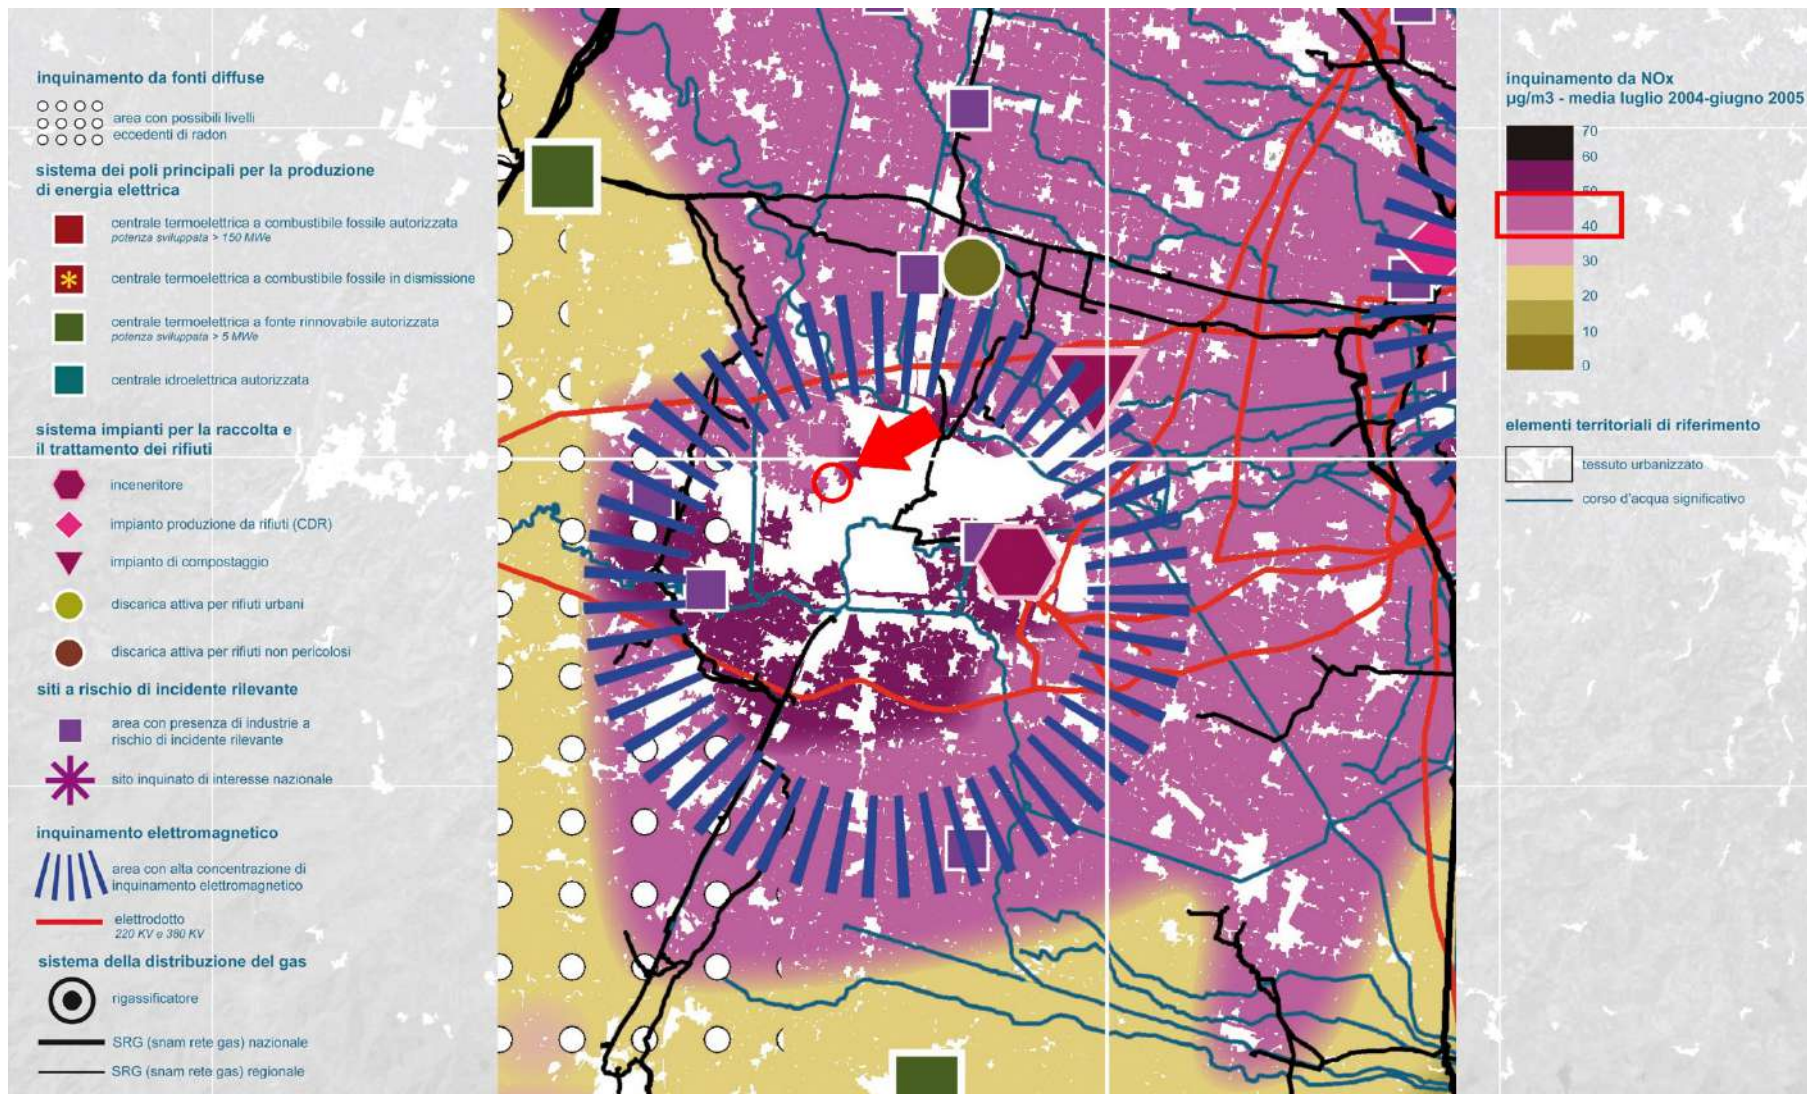 inquinamento da fonti diffuse
area con possibili livelli
eccedenti di radon
sistema dei poli principali per la produzione
di energia elettrica
centrale termoelettrica a combustibile fossile autorizzata
potenza sviluppata > 150 MWe
centrale termoelettrica a combustibile fossile in dismissione
centrale termoelettrica a fonte rinnovabile autorizzata
potenza sviluppata > 5 MWe
centrale idroelettrica autorizzata
sistema impianti per la raccolta e
il trattamento dei rifiuti
inceneritore
impianto produzione da rifiuti (CDR)
impianto di compostaggio
discarica attiva per rifiuti urbani
discarica attiva per rifiuti non pericolosi
siti a rischio di incidente rilevante
area con presenza di industrie a
rischio di incidente rilevante
sito inquinato di interesse nazionale
inquinamento elettromagnetico
area con alta concentrazione di
inquinamento elettromagnetico
elettrodotto
220 KV e 380 KV
sistema della distribuzione del gas
rigassificatore
SRG (snam rete gas) nazionale
SRG (snam rete gas) regionale
inquinamento da NOx
µg/m3 - media luglio 2004-giugno 2005
70
60
50
40
30
20
10
0
elementi territoriali di riferimento
tessuto urbanizzato
corso d'acqua significativo